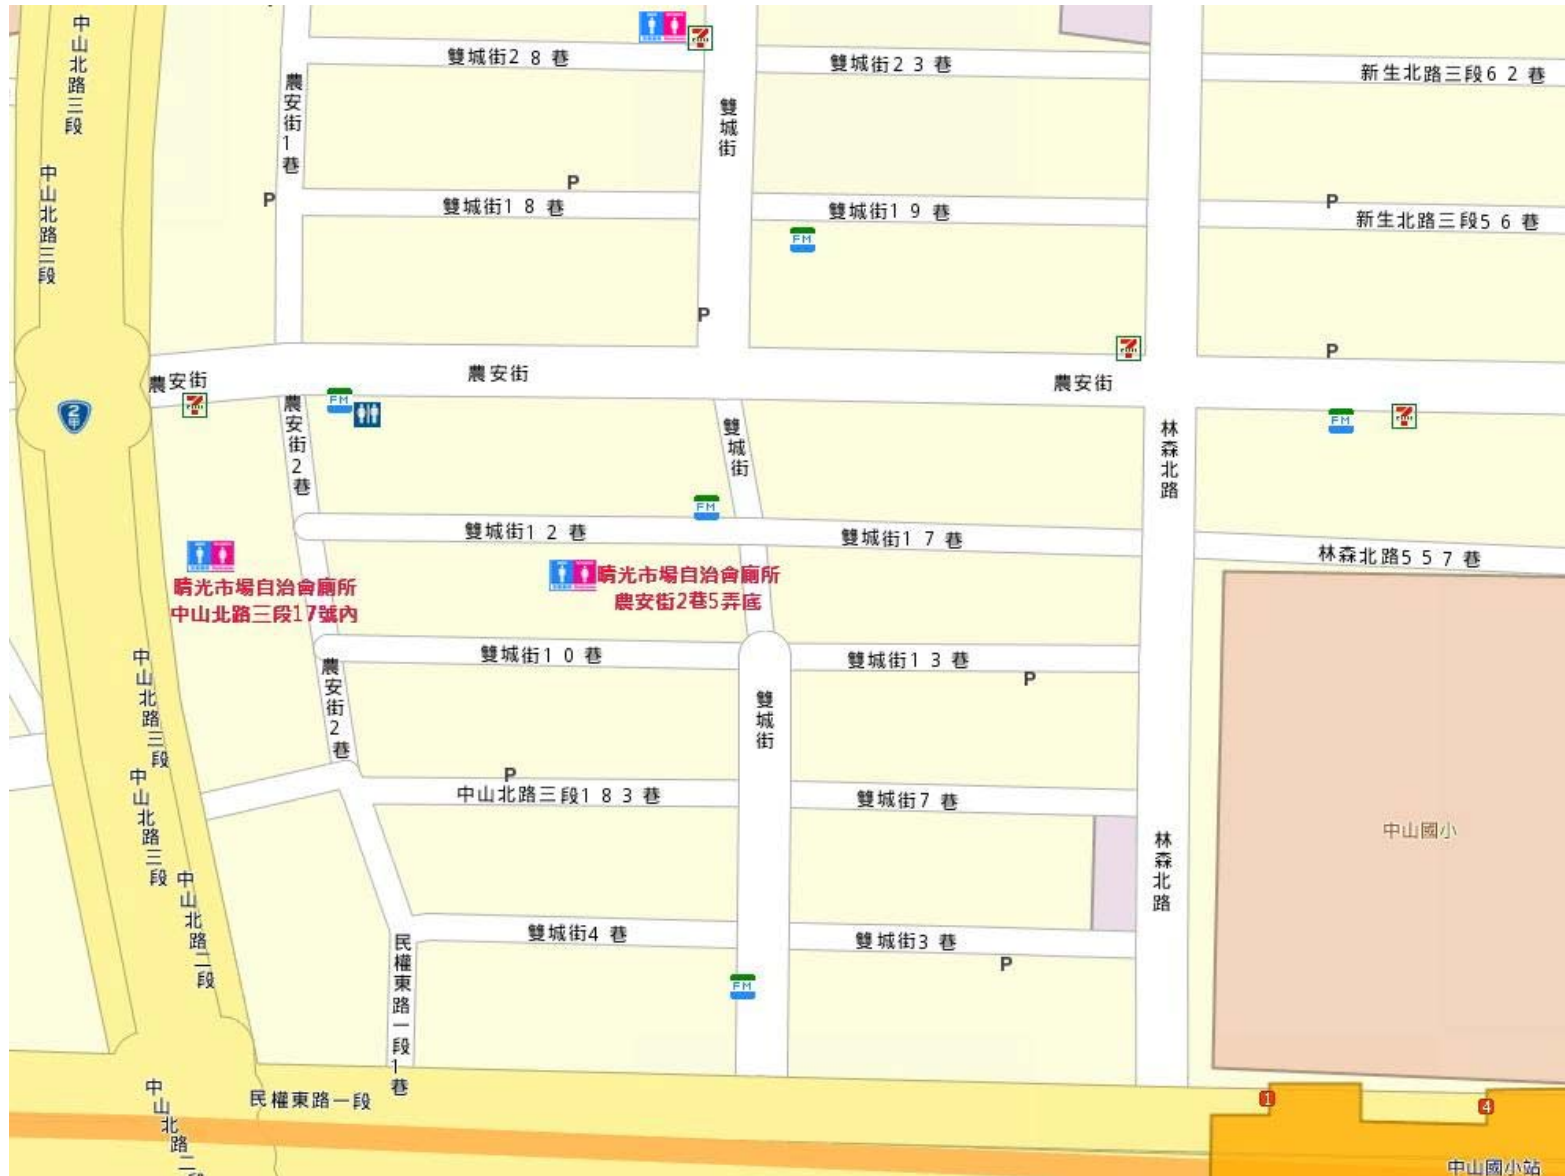 中山北路三段
雙城街28巷
雙城街23巷
新生北路三段62巷
農安街1巷
雙城街
中山北路三段
雙城街18巷
雙城街19巷
新生北路三段56巷
P
P
P
FM
P
P
農安街
農安街
農安街
2甲
FM
農安街2巷
雙城街
林森北路
FM
FM
雙城街12巷
雙城街17巷
林森北路557巷
晴光市場自治會廁所
中山北路三段17號內
晴光市場自治會廁所
農安街2巷5弄底
雙城街10巷
雙城街13巷
P
農安街2巷
中山北路三段
雙城街
P
中山北路三段183巷
雙城街7巷
中山北路三段
中山國小
林森北路
中山北路二段
雙城街4巷
雙城街3巷
P
民權東路一段1巷
FM
民權東路一段
中山北路二段
1
4
中山國小站